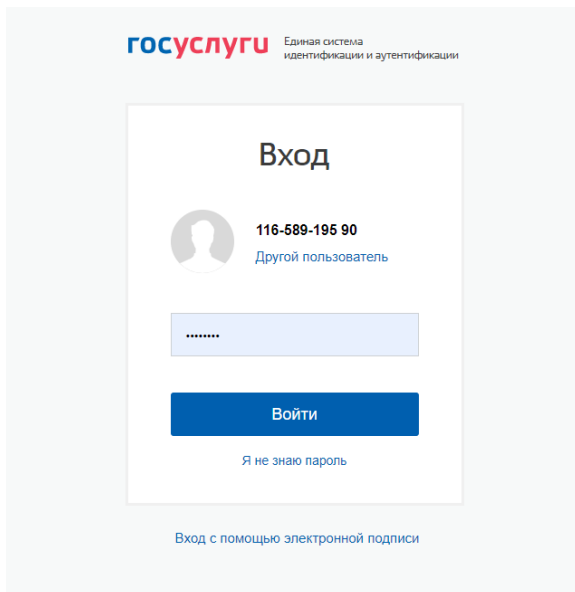 госуслуги
Единая система
идентификации и аутентификации
Вход
116-589-195 90
Другой пользователь
••••••••
Войти
Я не знаю пароль
Вход с помощью электронной подписи